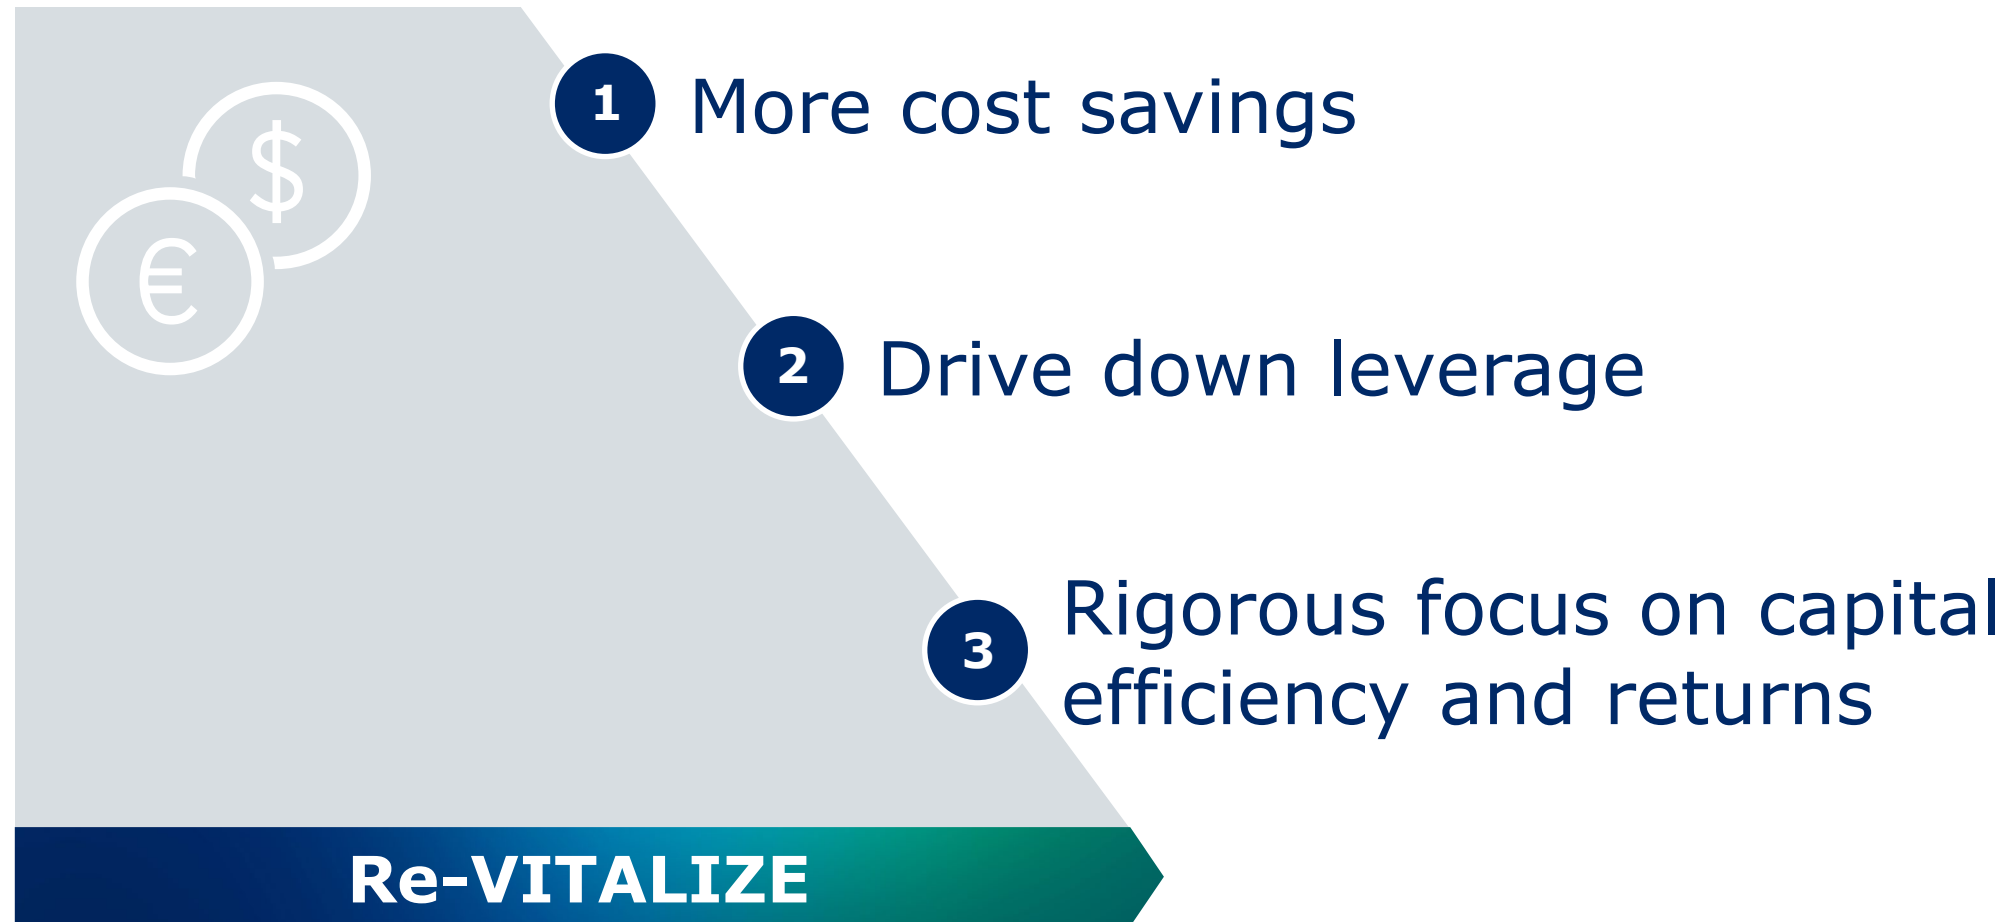 1 More cost savings
$
€
2 Drive down leverage
3 Rigorous focus on capital
efficiency and returns
Re-VITALIZE